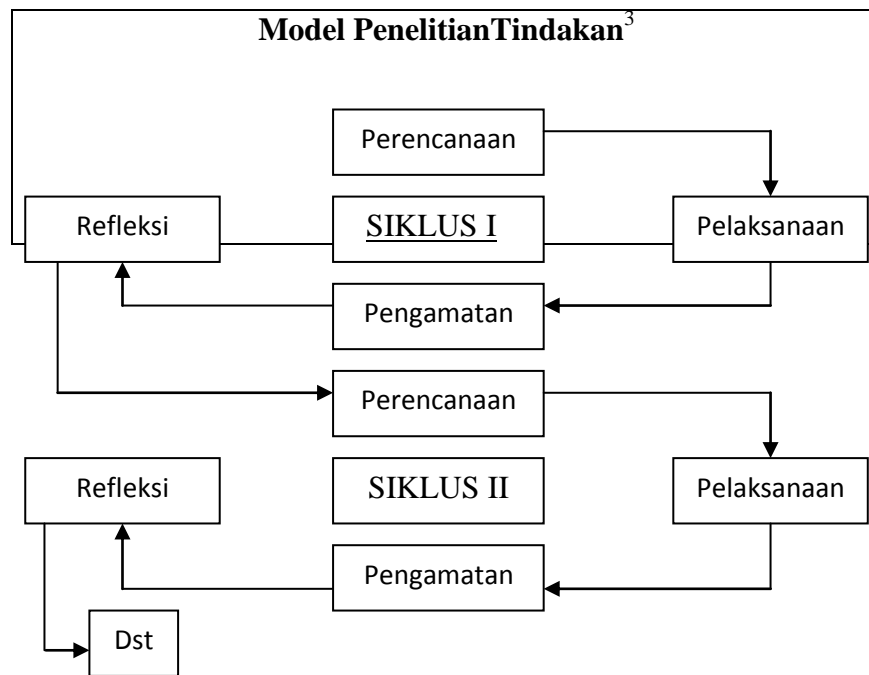 Model PenelitianTindakan3
Perencanaan
Refleksi
SIKLUS I
Pelaksanaan
Pengamatan
Perencanaan
Refleksi
SIKLUS II
Pelaksanaan
Pengamatan
Dst